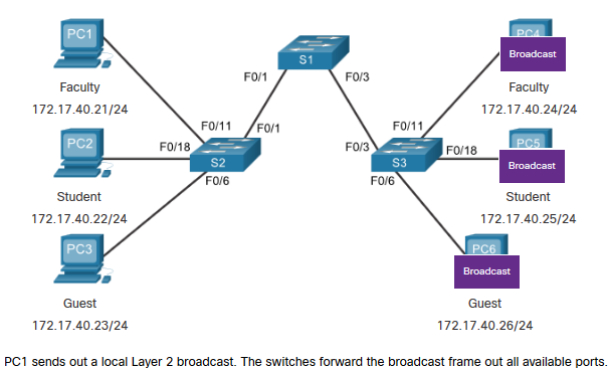 PC1
Faculty
172.17.40.21/24
PC2
Student
172.17.40.22/24
PC3
Guest
172.17.40.23/24
F0/11
F0/18
F0/6
F0/1
S2
F0/1
S1
F0/3
F0/3
S3
F0/11
F0/18
F0/6
PC4
Broadcast
Faculty
172.17.40.24/24
PC5
Broadcast
Student
172.17.40.25/24
PC6
Broadcast
Guest
172.17.40.26/24
PC1 sends out a local Layer 2 broadcast. The switches forward the broadcast frame out all available ports.